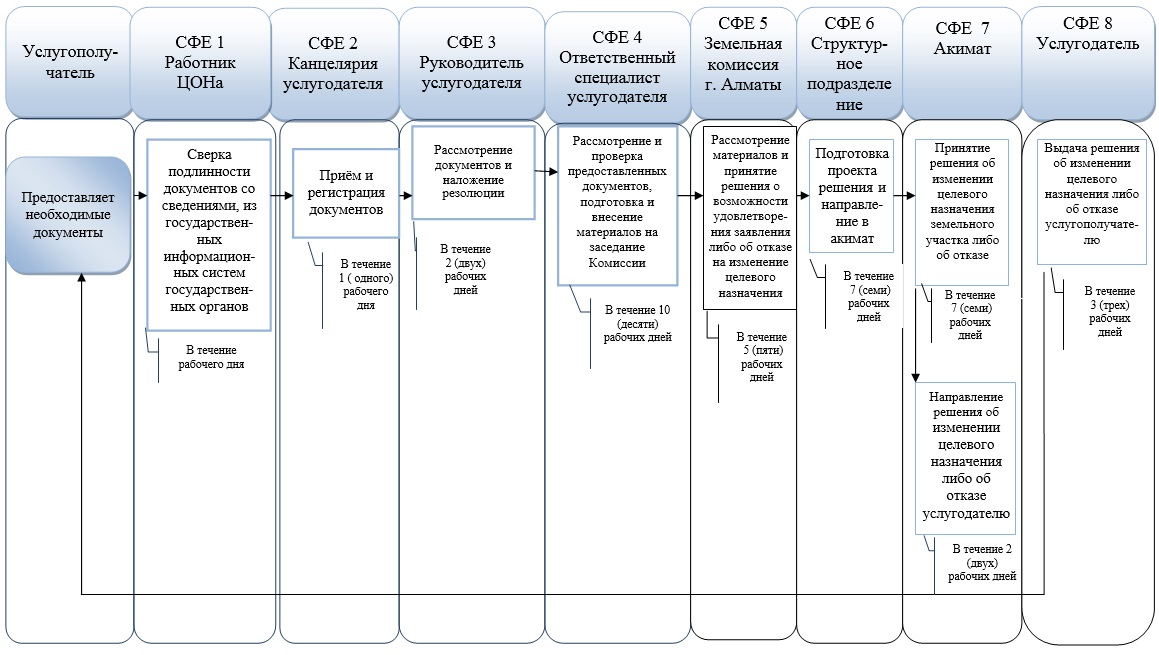 Услугополу-
чатель
СФЕ 1
Работник
ЦОНа
СФЕ 2
Канцелярия
услугодателя
СФЕ 3
Руководитель
услугодателя
СФЕ 4
Ответственный
специалист
услугодателя
СФЕ 5
Земельная
комиссия
г. Алматы
СФЕ 6
Структур-
ное
подразделе
ние
СФЕ 7
Акимат
СФЕ 8
Услугодатель
Предоставляет
необходимые
документы
Сверка
подлинности
документов со
сведениями, из
государствен-
ных
информацион-
ных систем
государствен-
ных органов
В течение
рабочего дня
Приём и
регистрация
документов
В течение
1 ( одного)
рабочего
дня
Рассмотрение
документов и
наложение
резолюции
В течение
2 (двух)
рабочих
дней
Рассмотрение и
проверка
предоставленных
документов,
подготовка и
внесение
материалов на
заседание
Комиссии
В течение 10
(десяти)
рабочих дней
Рассмотрение
материалов и
принятие
решения о
возможности
удовлетворе-
ния заявления
либо об отказе
на изменение
целевого
назначения
В течение
5 (пяти)
рабочих
дней
Подготовка
проекта
решения и
направле-
ние в
акимат
В течение
7 (семи)
рабочих
дней
Принятие
решения об
изменении
целевого
назначения
земельного
участка либо
об отказе
В течение
7 (семи)
рабочих
дней
Направление
решения об
изменении
целевого
назначения
либо об
отказе
услугодателю
В течение 2
(двух)
рабочих дней
Выдача решения
об изменении
целевого
назначения либо
об отказе
услугополучате-
лю
В течение
3 (трех)
рабочих
дней